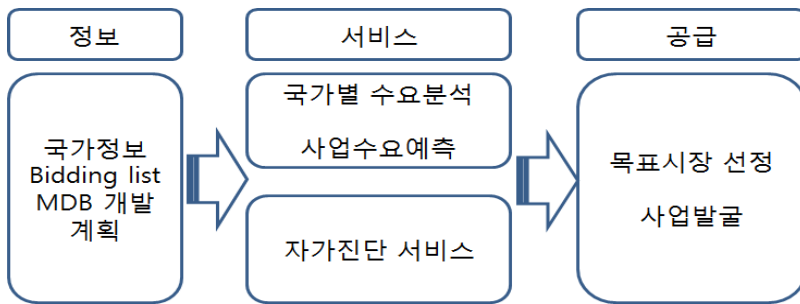 정보
서비스
공급
국가정보
Bidding list
MDB 개발
계획
국가별 수요분석
사업수요예측
자가진단 서비스
목표시장 선정
사업발굴